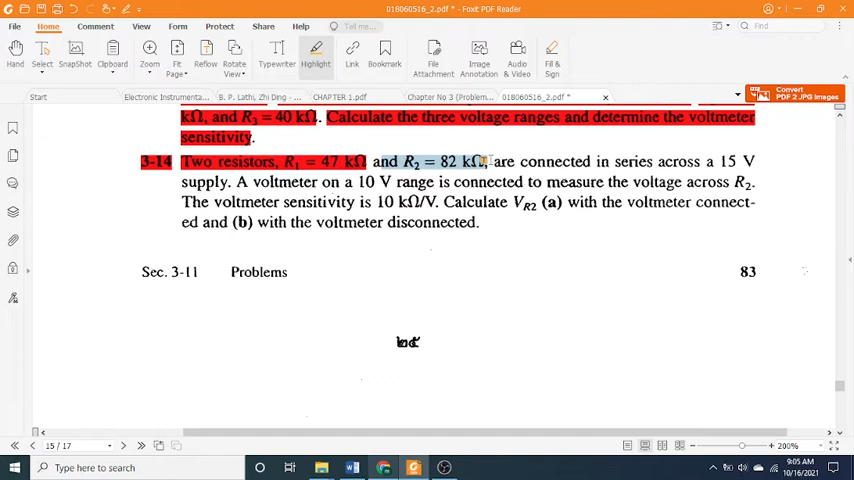 018060516_2.pdf * - Foxit PDF Reader
File Home Comment View Form Protect Share Help Tell me... Find
Hand Select SnapShot Clipboard Zoom Page Fit Option Reflow Rotate View Typewriter Highlight Link Bookmark File Attachment Image Annotation Audio & Video Fill & Sign
Start Electronic Instrumenta... B. P. Lathi, Zhi Ding - ... CHAPTER 1.pdf Chapter No 3 {Problem... 018060516_2.pdf * Convert PDF 2 JPG Images
kΩ, and R3 = 40 kΩ. Calculate the three voltage ranges and determine the voltmeter
sensitivity.
3-14 Two resistors, R1 = 47 kΩ and R2 = 82 kΩ, are connected in series across a 15 V
supply. A voltmeter on a 10 V range is connected to measure the voltage across R2.
The voltmeter sensitivity is 10 kΩ/V. Calculate VR2 (a) with the voltmeter connect-
ed and (b) with the voltmeter disconnected.
Sec. 3-11 Problems 83
15 / 17 200%
Type here to search 9:05 AM
10/16/2021